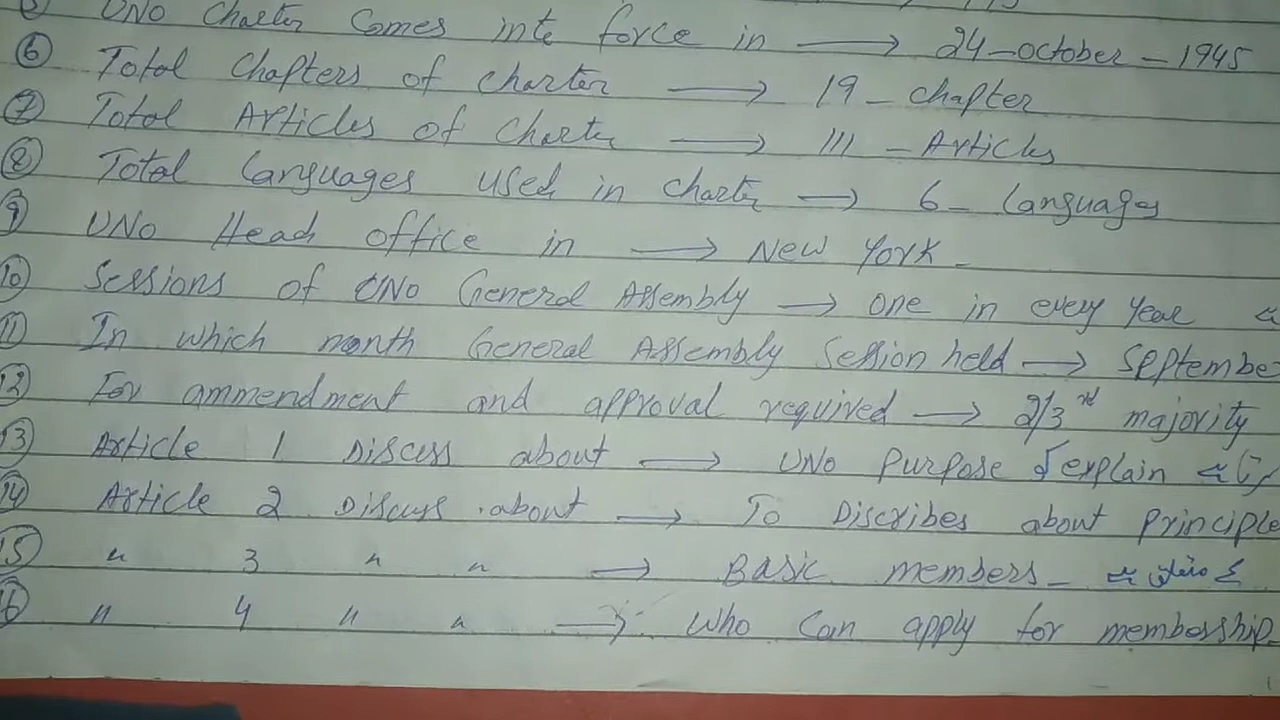 5 UNO Charter Comes into force in → 24-october-1945
6 Total Chapters of charter → 19-chapter
7 Total Articles of charter → 111-Articles
8 Total languages used in charter → 6-languages
9 UNO Head office in → New York-
10 Sessions of UNO General Assembly → one in every year
11 In which month General Assembly Session held → Septembe
12 For ammendment and approval required → 2/3rd majority
13 Article 1 Discuss about → UNO Purpose explain
14 Article 2 Discuss about → To Discribes about Principle
15 " 3 " " → Basic members-
16 " 4 " " → Who Can apply for membership-